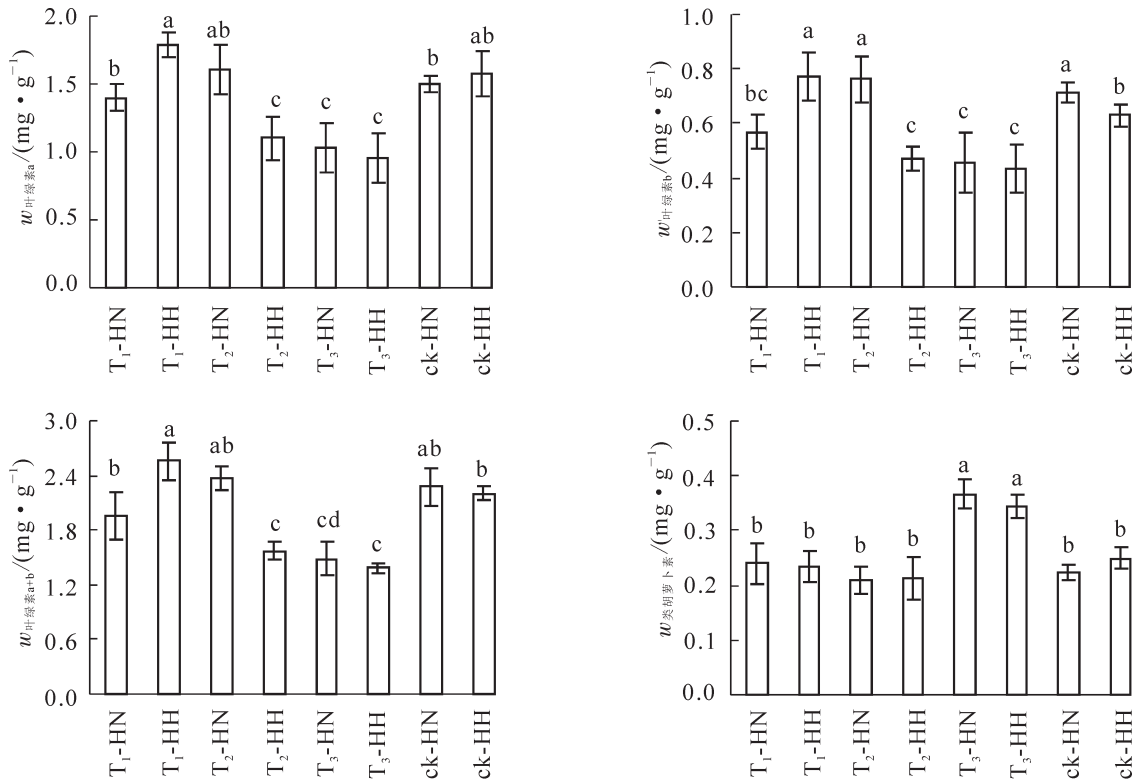 2.0
1.5
1.0
0.5
0.0
w叶绿素a/(mg•g⁻¹)
b
a
ab
c
c
c
b
ab
T₁-HN
T₁-HH
T₂-HN
T₂-HH
T₃-HN
T₃-HH
ck-HN
ck-HH
1.0
0.8
0.6
0.4
0.2
0.0
w叶绿素b/(mg•g⁻¹)
bc
a
a
c
c
c
a
b
T₁-HN
T₁-HH
T₂-HN
T₂-HH
T₃-HN
T₃-HH
ck-HN
ck-HH
3.0
2.4
1.8
1.2
0.6
0.0
w叶绿素a+b/(mg•g⁻¹)
b
a
ab
c
cd
c
ab
b
T₁-HN
T₁-HH
T₂-HN
T₂-HH
T₃-HN
T₃-HH
ck-HN
ck-HH
0.5
0.4
0.3
0.2
0.1
0.0
w类胡萝卜素/(mg•g⁻¹)
b
b
b
b
a
a
b
b
T₁-HN
T₁-HH
T₂-HN
T₂-HH
T₃-HN
T₃-HH
ck-HN
ck-HH